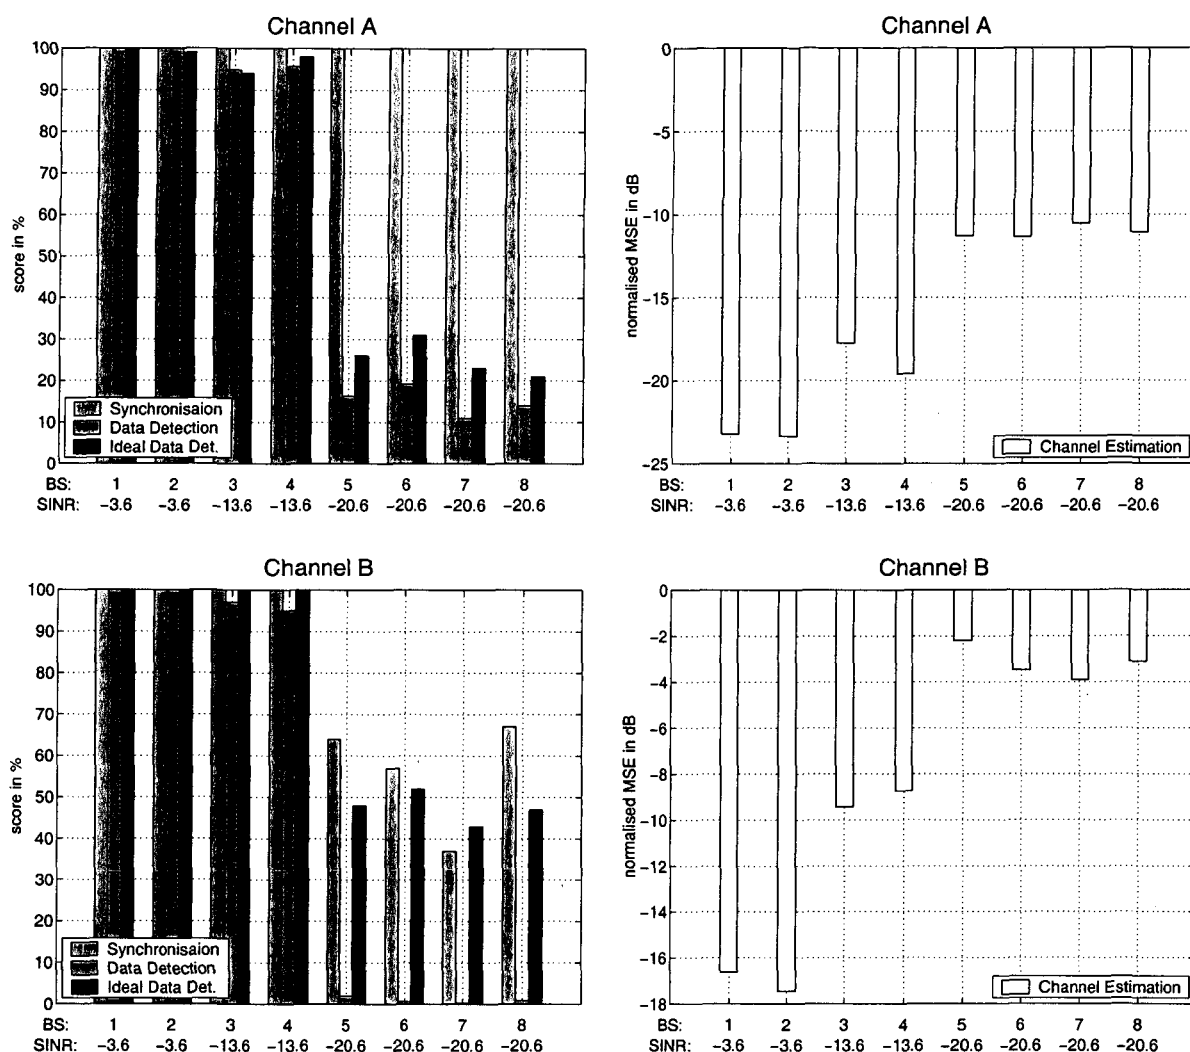 Channel A
100
90
80
70
60
50
40
30
20
10
0
score in %
Synchronisaion
Data Detection
Ideal Data Det.
BS: 1 2 3 4 5 6 7 8
SINR: −3.6 −3.6 −13.6 −13.6 −20.6 −20.6 −20.6 −20.6
Channel A
0
−5
−10
−15
−20
−25
normalised MSE in dB
Channel Estimation
BS: 1 2 3 4 5 6 7 8
SINR: −3.6 −3.6 −13.6 −13.6 −20.6 −20.6 −20.6 −20.6
Channel B
100
90
80
70
60
50
40
30
20
10
0
score in %
Synchronisaion
Data Detection
Ideal Data Det.
BS: 1 2 3 4 5 6 7 8
SINR: −3.6 −3.6 −13.6 −13.6 −20.6 −20.6 −20.6 −20.6
Channel B
0
−2
−4
−6
−8
−10
−12
−14
−16
−18
normalised MSE in dB
Channel Estimation
BS: 1 2 3 4 5 6 7 8
SINR: −3.6 −3.6 −13.6 −13.6 −20.6 −20.6 −20.6 −20.6